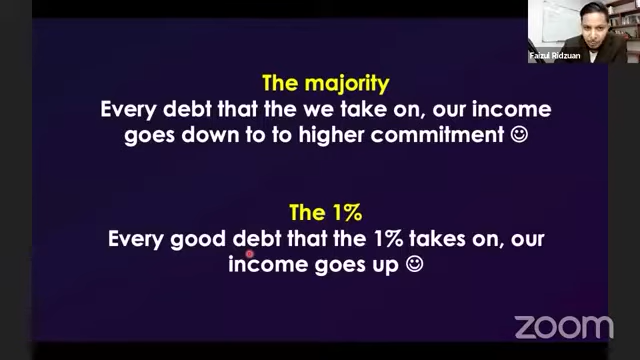 Faizul Ridzuan
The majority
Every debt that the we take on, our income
goes down to to higher commitment ☺
The 1%
Every good debt that the 1% takes on, our
income goes up ☺
zoom